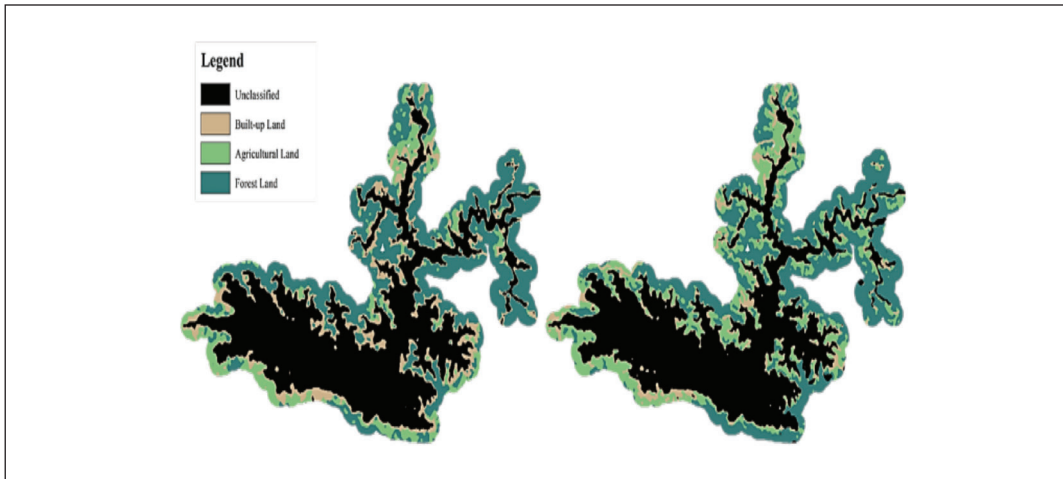 Legend
Unclassified
Built-up Land
Agricultural Land
Forest Land